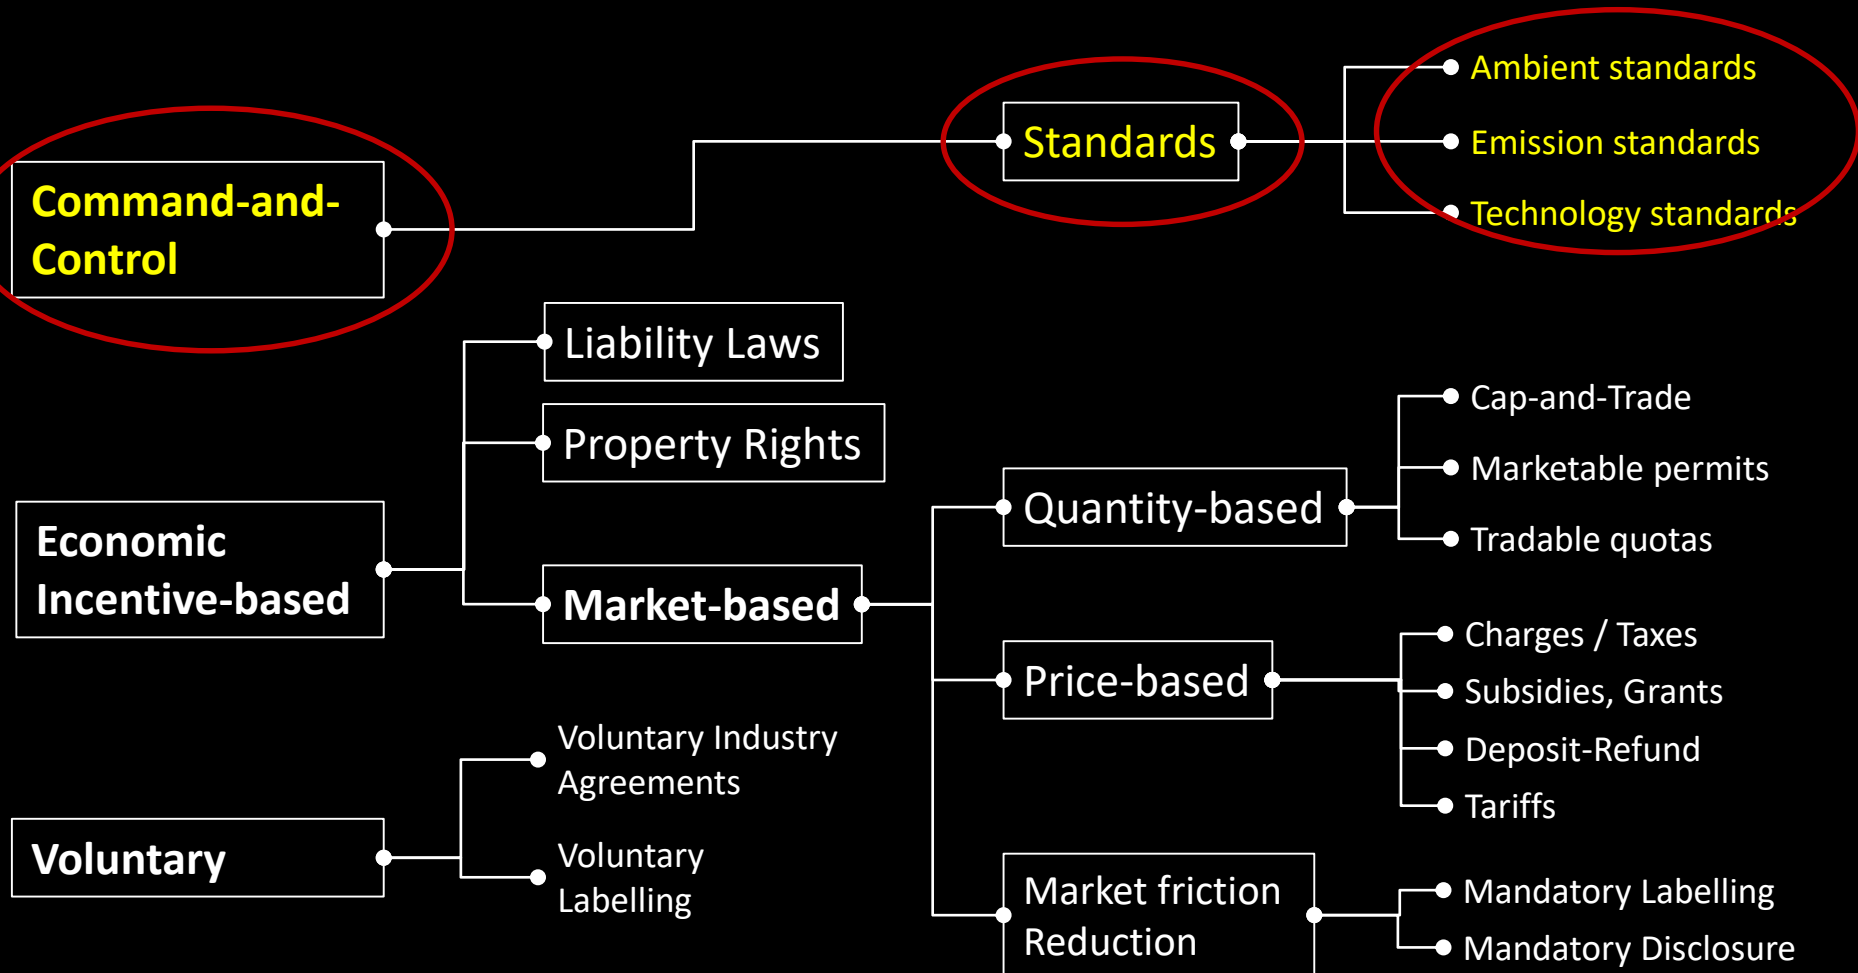 Command-and-
Control
Standards
Ambient standards
Emission standards
Technology standards
Economic
Incentive-based
Liability Laws
Property Rights
Market-based
Quantity-based
Cap-and-Trade
Marketable permits
Tradable quotas
Price-based
Charges / Taxes
Subsidies, Grants
Deposit-Refund
Tariffs
Market friction
Reduction
Mandatory Labelling
Mandatory Disclosure
Voluntary
Voluntary Industry
Agreements
Voluntary
Labelling